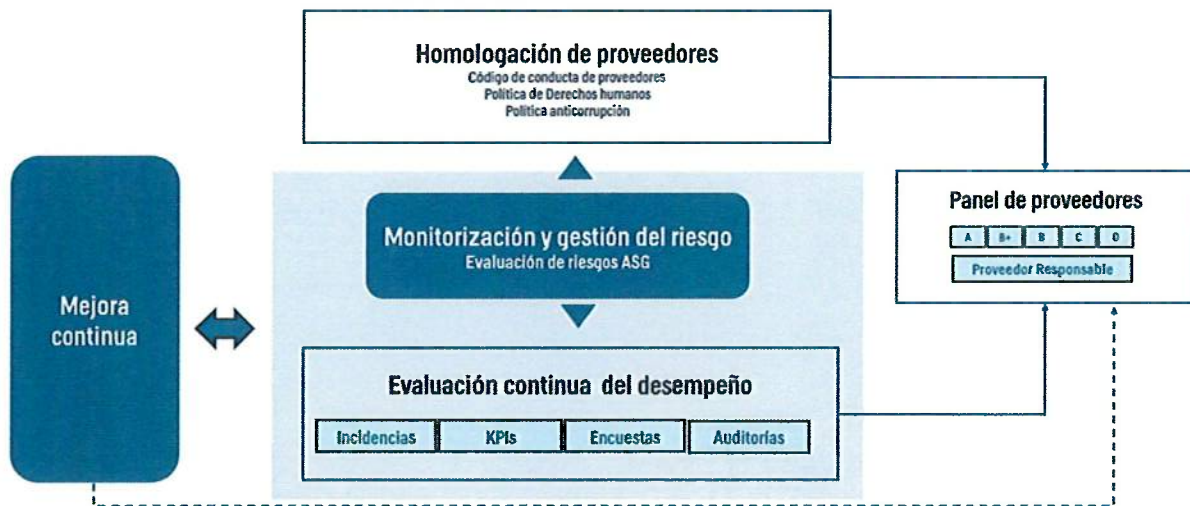 Homologación de proveedores
Código de conducta de proveedores
Política de Derechos humanos
Política anticorrupción
Mejora
continua
Monitorización y gestión del riesgo
Evaluación de riesgos ASG
Evaluación continua del desempeño
Incidencias
KPIs
Encuestas
Auditorías
Panel de proveedores
A B+ B C D
Proveedor Responsable